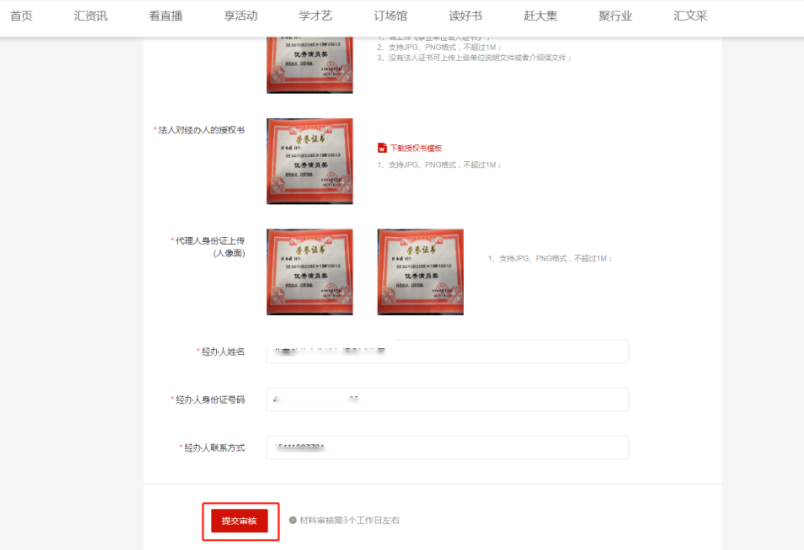 首页 汇资讯 看直播 享活动 学才艺 订场馆 读好书 赶大集 聚行业 汇文采
2、支持JPG、PNG格式，不超过1M；
3、没有法人证书可上传上级单位说明文件或者介绍信文件；
优秀演员奖
*法人对经办人的授权书
荣誉证书
优秀演员奖
下载授权书模板
1、支持JPG、PNG格式，不超过1M；
*代理人身份证上传
(人像面)
荣誉证书
优秀演员奖
荣誉证书
优秀演员奖
1、支持JPG、PNG格式，不超过1M；
*经办人姓名
*经办人身份证号码
*经办人联系方式
提交审核
材料审核需3个工作日左右